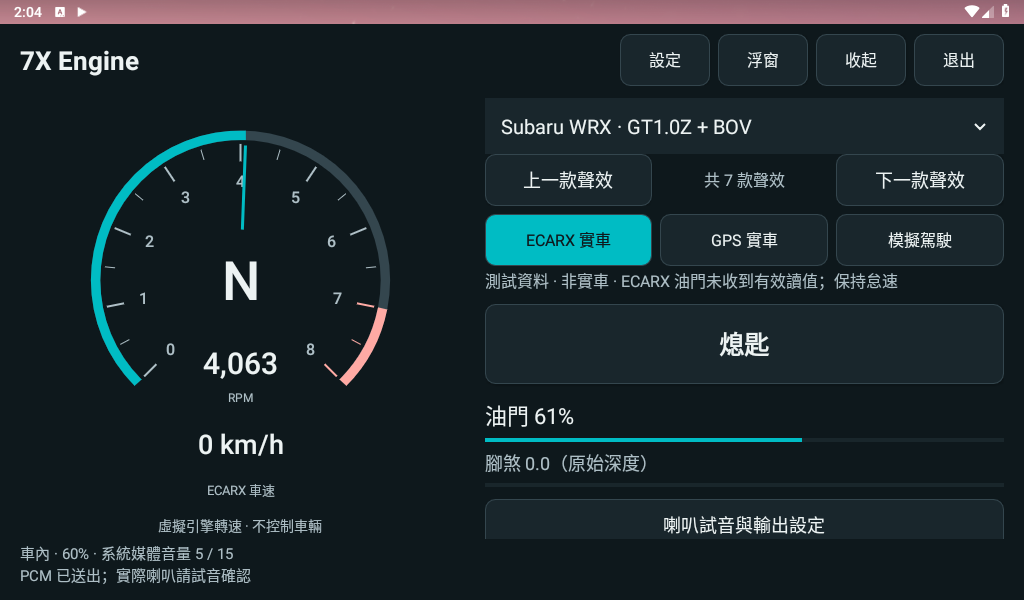 2:04
7X Engine
設定
浮窗
收起
退出
0
1
2
3
4
5
6
7
8
N
4,063
RPM
0 km/h
ECARX 車速
虛擬引擎轉速 · 不控制車輛
車內 · 60% · 系統媒體音量 5 / 15
PCM 已送出；實際喇叭請試音確認
Subaru WRX · GT1.0Z + BOV
上一款聲效
共 7 款聲效
下一款聲效
ECARX 實車
GPS 實車
模擬駕駛
測試資料 · 非實車 · ECARX 油門未收到有效讀值；保持怠速
熄匙
油門 61%
腳煞 0.0（原始深度）
喇叭試音與輸出設定